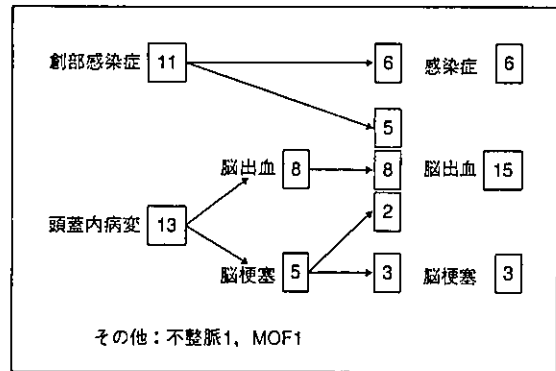 創部感染症 11 6 感染症 6
5
脳出血 8 8 脳出血 15
頭蓋内病変 13 2
脳梗塞 5 3 脳梗塞 3
その他:不整脈1,MOF1